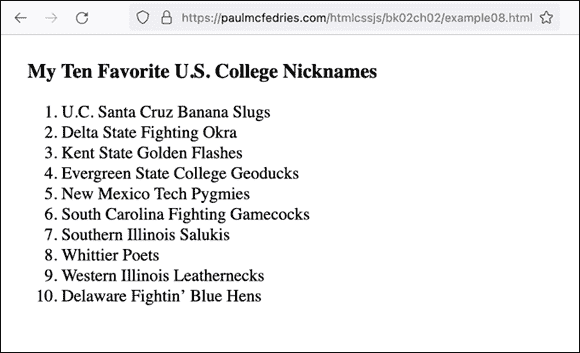 https://paulmcfedries.com/htmlcssjs/bk02ch02/example08.html
My Ten Favorite U.S. College Nicknames
1. U.C. Santa Cruz Banana Slugs
2. Delta State Fighting Okra
3. Kent State Golden Flashes
4. Evergreen State College Geoducks
5. New Mexico Tech Pygmies
6. South Carolina Fighting Gamecocks
7. Southern Illinois Salukis
8. Whittier Poets
9. Western Illinois Leathernecks
10. Delaware Fightin’ Blue Hens